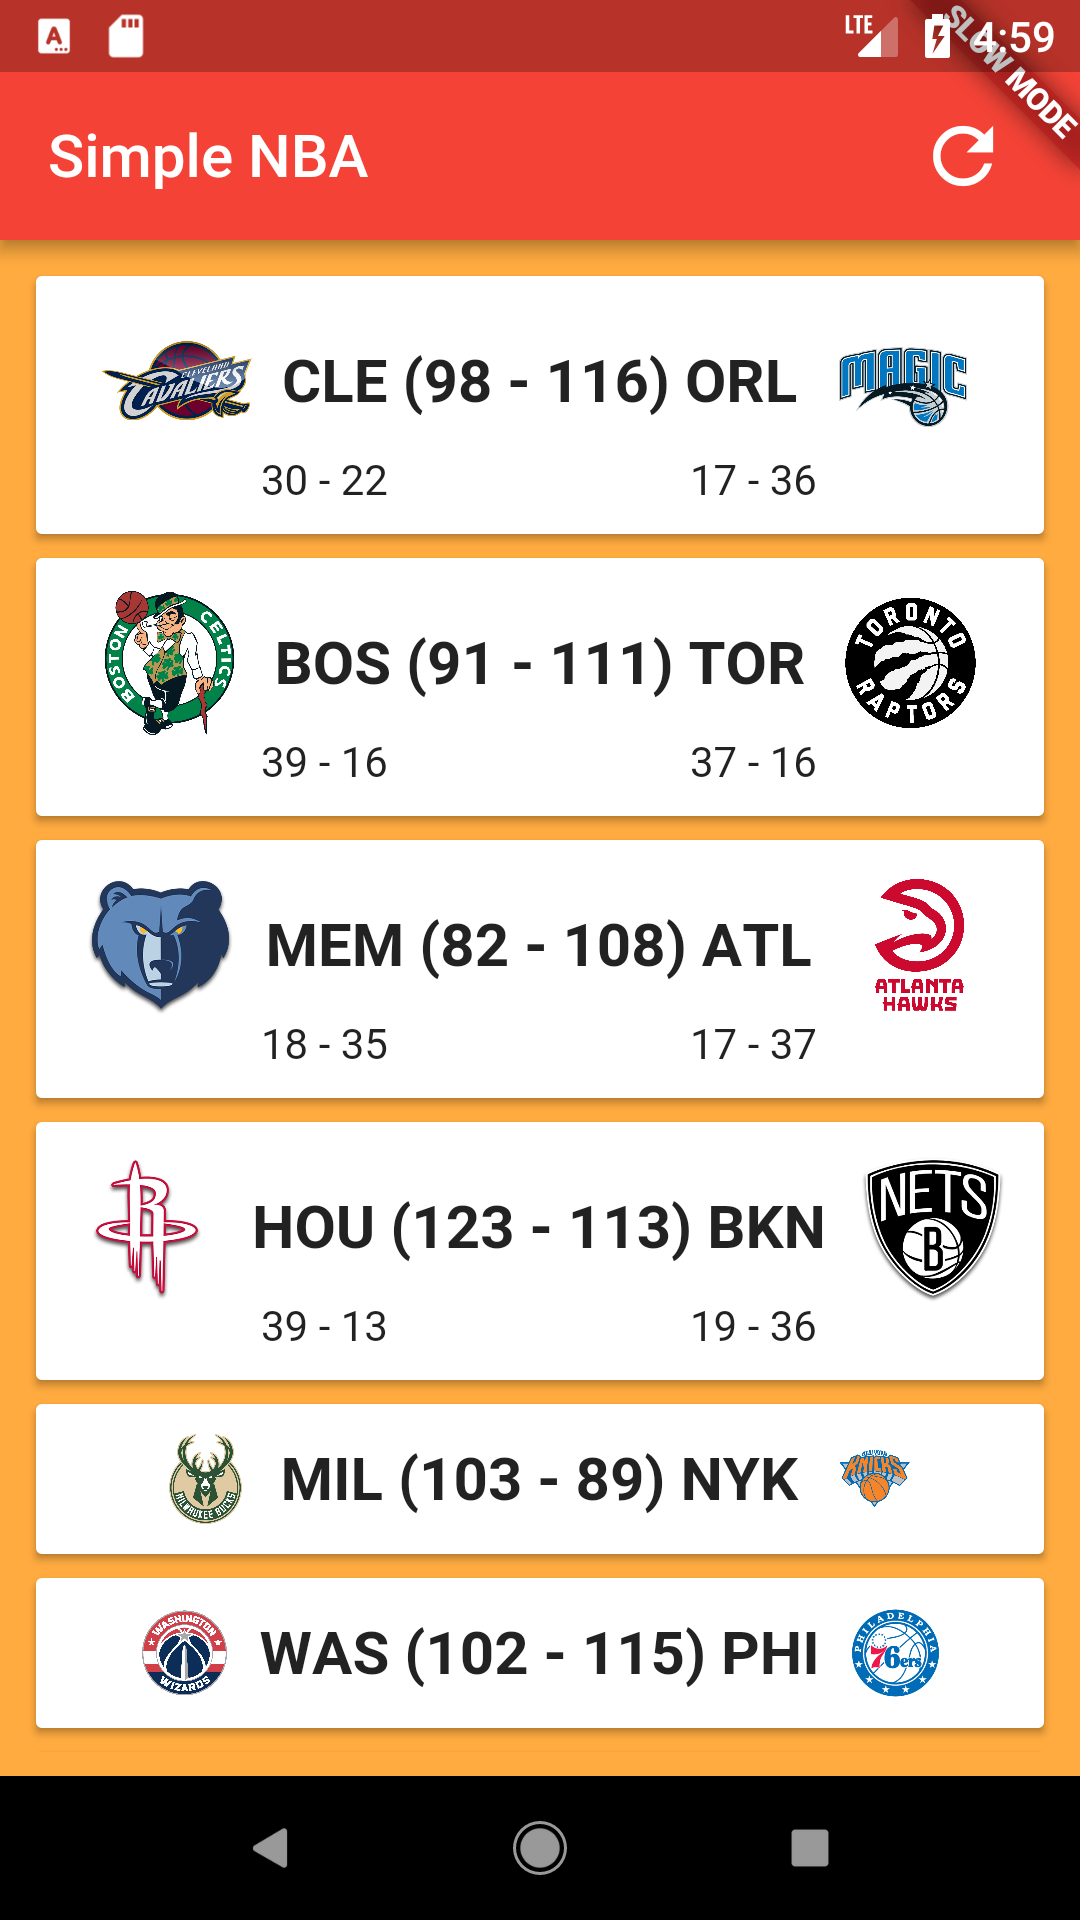 LTE 4:59
SLOW MODE
Simple NBA
CLEVELAND CAVALIERS CLE (98 - 116) ORL MAGIC
30 - 22 17 - 36
BOSTON CELTICS BOS (91 - 111) TOR TORONTO RAPTORS
39 - 16 37 - 16
MEM (82 - 108) ATL ATLANTA HAWKS
18 - 35 17 - 37
R HOU (123 - 113) BKN NETS B
39 - 13 19 - 36
MILWAUKEE BUCKS MIL (103 - 89) NYK KNICKS
WASHINGTON WIZARDS WAS (102 - 115) PHI PHILADELPHIA 76ers